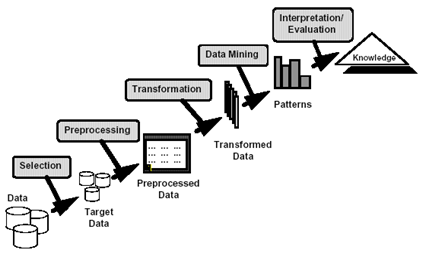 Interpretation/
Evaluation
Data Mining
Knowledge
Transformation
Patterns
Preprocessing
Transformed
Data
Selection
Preprocessed
Data
Data
Target
Data